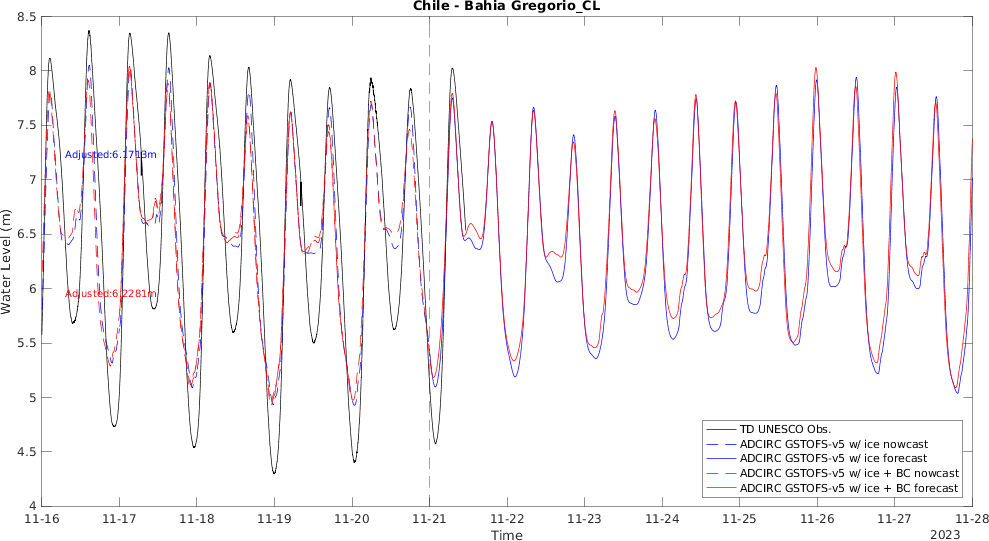 Chile - Bahia Gregorio_CL
8.5
8
7.5
7
6.5
6
5.5
5
4.5
4
Water Level (m)
Adjusted:6.1713m
Adjusted:6.2281m
TD UNESCO Obs.
ADCIRC GSTOFS-v5 w/ ice nowcast
ADCIRC GSTOFS-v5 w/ ice forecast
ADCIRC GSTOFS-v5 w/ ice + BC nowcast
ADCIRC GSTOFS-v5 w/ ice + BC forecast
11-16 11-17 11-18 11-19 11-20 11-21 11-22 11-23 11-24 11-25 11-26 11-27 11-28
Time
2023